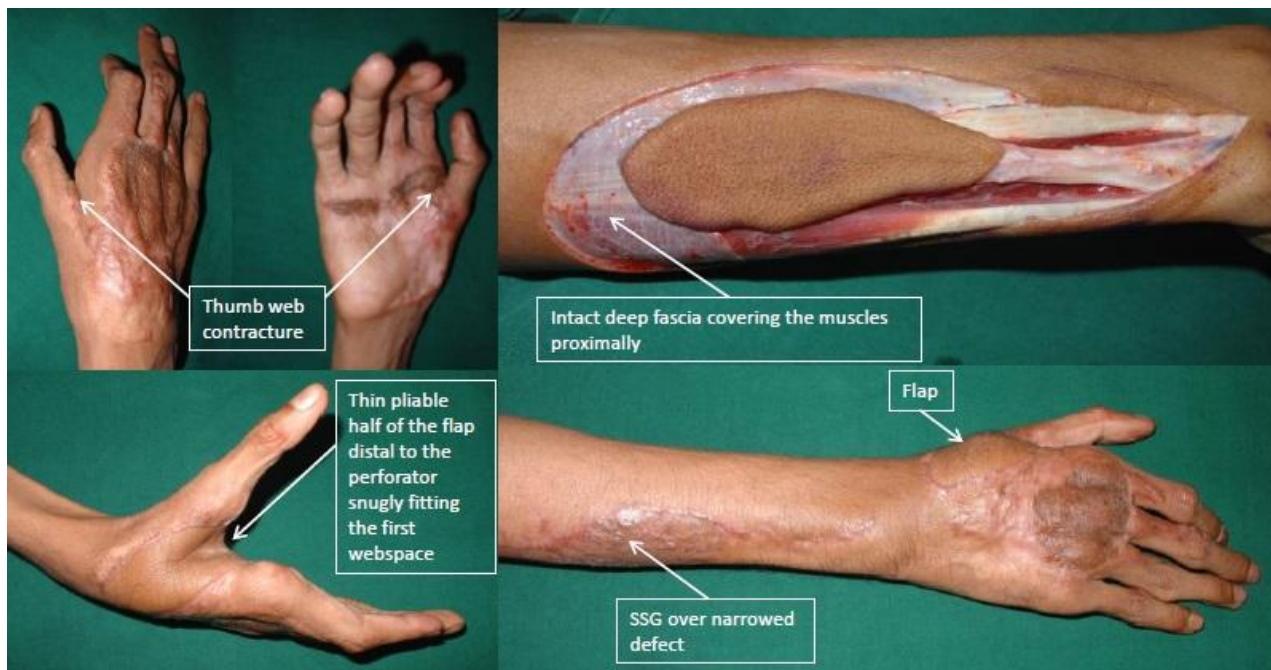 Thumb web
contracture
Intact deep fascia covering the muscles
proximally
Thin pliable
half of the flap
distal to the
perforator
snugly fitting
the first
webspace
Flap
SSG over narrowed
defect